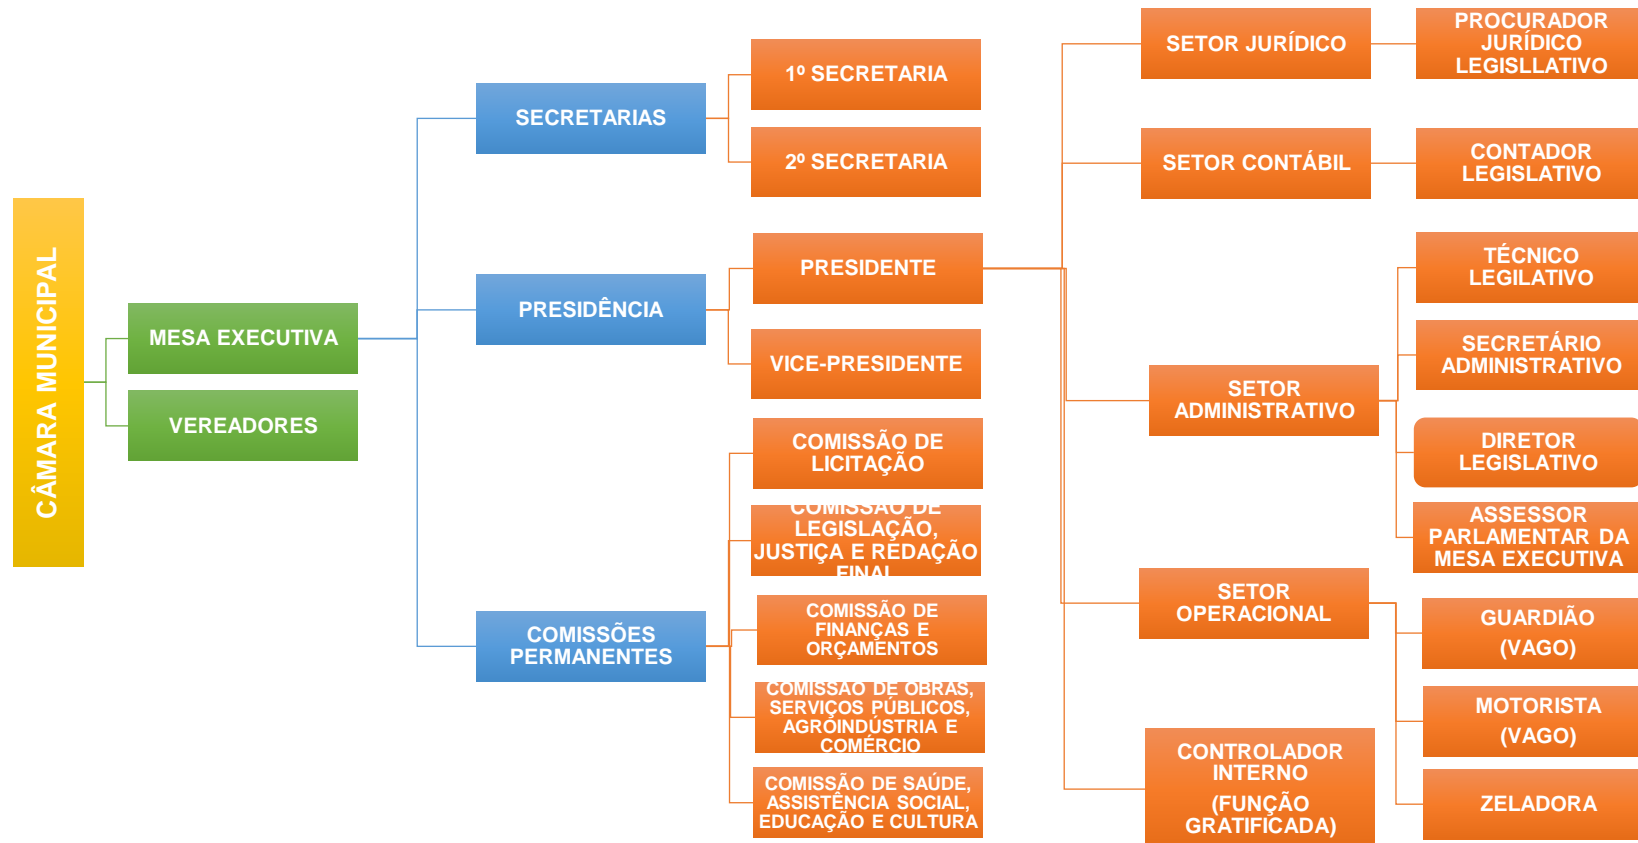 CÂMARA MUNICIPAL
MESA EXECUTIVA
VEREADORES
SECRETARIAS
PRESIDÊNCIA
COMISSÕES
PERMANENTES
1º SECRETARIA
2º SECRETARIA
PRESIDENTE
VICE-PRESIDENTE
COMISSÃO DE
LICITAÇÃO
COMISSÃO DE
LEGISLAÇÃO,
JUSTIÇA E REDAÇÃO
FINAL
COMISSÃO DE
FINANÇAS E
ORÇAMENTOS
COMISSÃO DE OBRAS,
SERVIÇOS PÚBLICOS,
AGROINDÚSTRIA E
COMÉRCIO
COMISSÃO DE SAÚDE,
ASSISTÊNCIA SOCIAL,
EDUCAÇÃO E CULTURA
SETOR JURÍDICO
SETOR CONTÁBIL
SETOR
ADMINISTRATIVO
SETOR
OPERACIONAL
CONTROLADOR
INTERNO
(FUNÇÃO
GRATIFICADA)
PROCURADOR
JURÍDICO
LEGISLLATIVO
CONTADOR
LEGISLATIVO
TÉCNICO
LEGILATIVO
SECRETÁRIO
ADMINISTRATIVO
DIRETOR
LEGISLATIVO
ASSESSOR
PARLAMENTAR DA
MESA EXECUTIVA
GUARDIÃO
(VAGO)
MOTORISTA
(VAGO)
ZELADORA